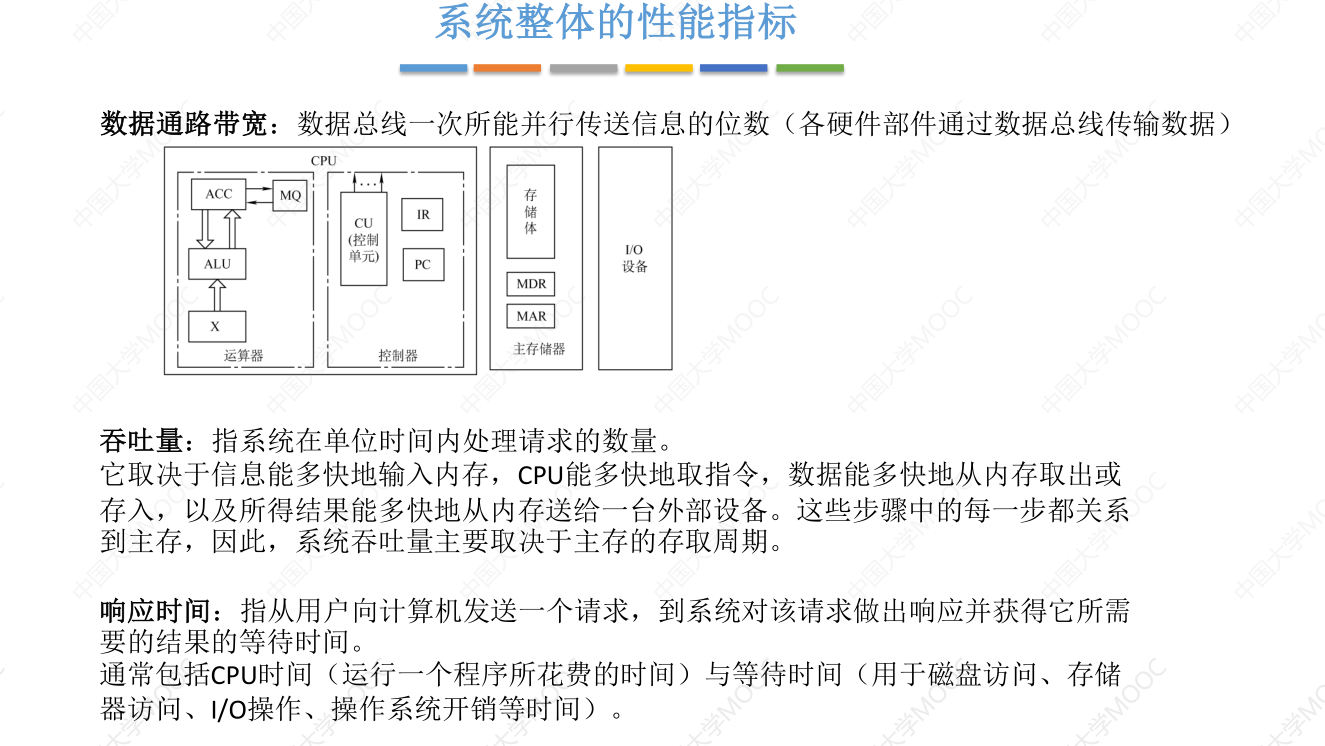 系统整体的性能指标
数据通路带宽：数据总线一次所能并行传送信息的位数（各硬件部件通过数据总线传输数据）
CPU
ACC
MQ
ALU
X
运算器
…
CU
(控制
单元)
IR
PC
控制器
存
储
体
MDR
MAR
主存储器
I/O
设备
吞吐量：指系统在单位时间内处理请求的数量。
它取决于信息能多快地输入内存，CPU能多快地取指令，数据能多快地从内存取出或
存入，以及所得结果能多快地从内存送给一台外部设备。这些步骤中的每一步都关系
到主存，因此，系统吞吐量主要取决于主存的存取周期。
响应时间：指从用户向计算机发送一个请求，到系统对该请求做出响应并获得它所需
要的结果的等待时间。
通常包括CPU时间（运行一个程序所花费的时间）与等待时间（用于磁盘访问、存储
器访问、I/O操作、操作系统开销等时间）。
中国大学MOOC